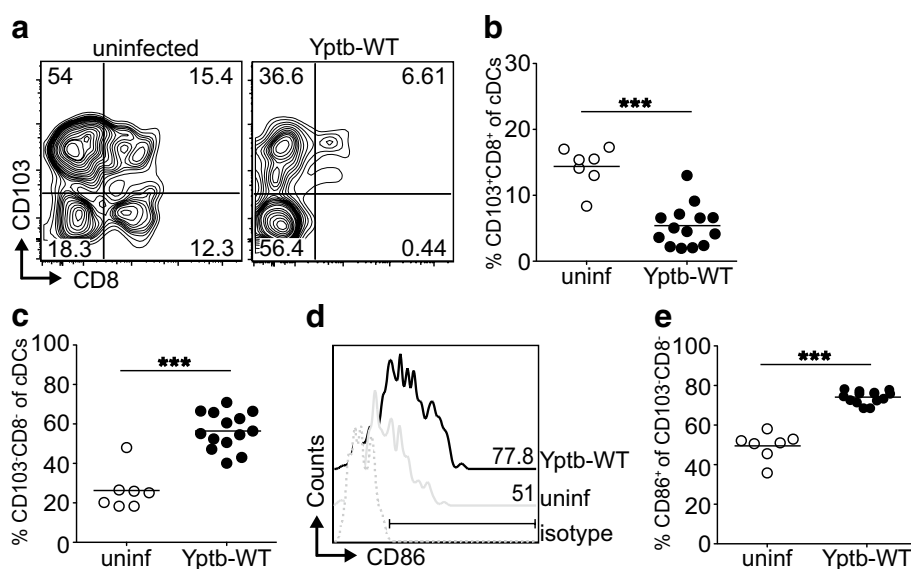 a
uninfected
Yptb-WT
54
15.4
18.3
12.3
36.6
6.61
56.4
0.44
CD103
CD8
b
% CD103⁺CD8⁺ of cDCs
30
20
10
0
***
uninf
Yptb-WT
c
% CD103⁻CD8⁻ of cDCs
100
80
60
40
20
0
***
uninf
Yptb-WT
d
Counts
CD86
77.8
Yptb-WT
51
uninf
isotype
e
% CD86⁺ of CD103⁻CD8⁻
100
80
60
40
20
0
***
uninf
Yptb-WT